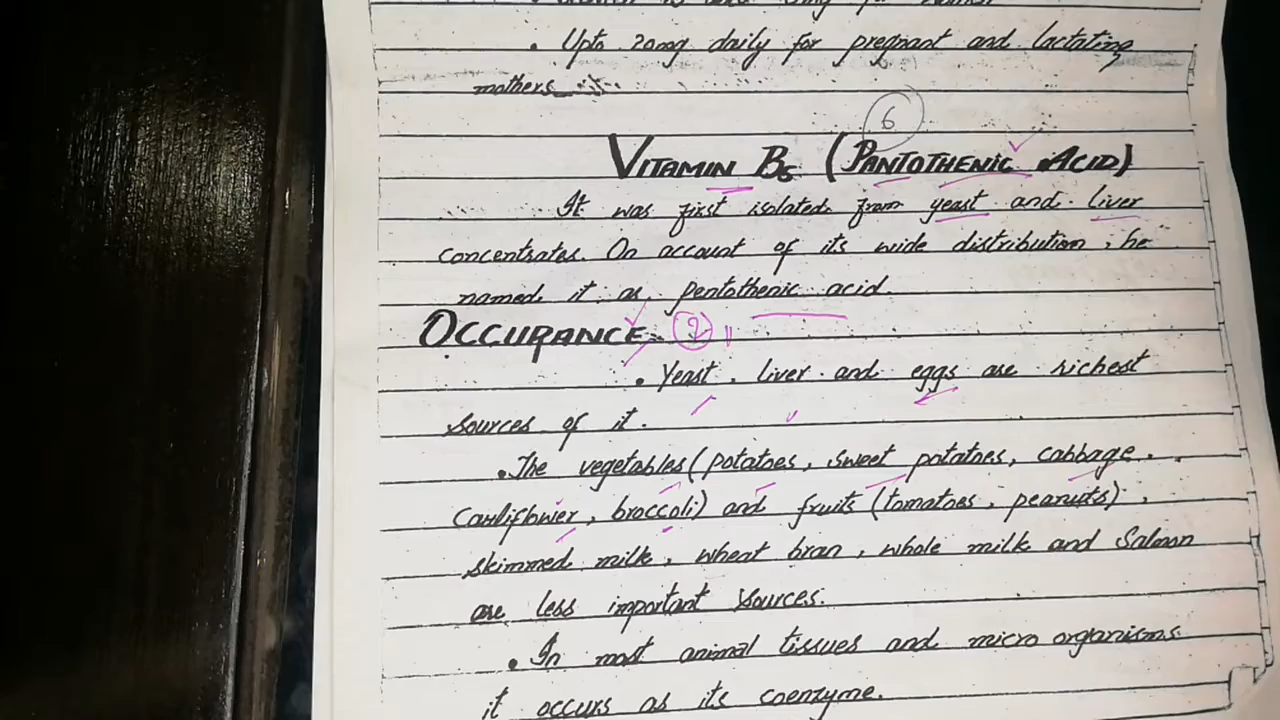 • Upto 20mg daily for pregnant and lactating
mothers
6
VITAMIN B5 (PANTOTHENIC ACID)
It was first isolated from yeast and liver
concentrates. On account of its wide distribution, he
named it as pentothenic acid.
OCCURANCE 2
• Yeast, liver and eggs are richest
sources of it.
• The vegetables (potatoes, sweet potatoes, cabbage,
cauliflower, broccoli) and fruits (tomatoes, peanuts),
skimmed milk, wheat bran, whole milk and Salmon
are less important sources.
• In most animal tissues and micro organisms
it occurs as its coenzyme.